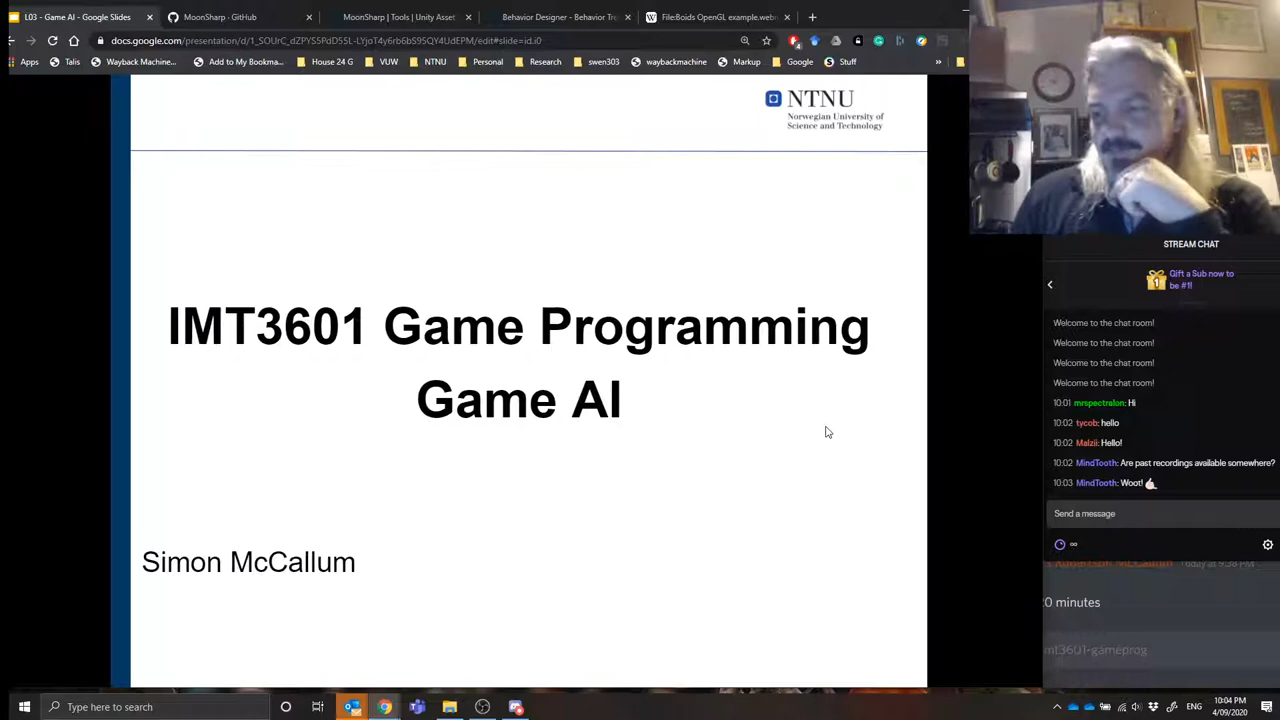 L03 - Game AI - Google Slides
MoonSharp · GitHub
MoonSharp | Tools | Unity Asset
Behavior Designer - Behavior Tre
File:Boids OpenGL example.web
docs.google.com/presentation/d/1_SOUrC_dZPYS5PdD55L-LYjoT4y6rb6bS95QY4UdEPM/edit#slide=id.i0
Apps
Talis
Wayback Machine...
Add to My Bookma...
House 24 G
VUW
NTNU
Personal
Research
swen303
waybackmachine
Markup
Google
Stuff
NTNU
Norwegian University of
Science and Technology
IMT3601 Game Programming
Game AI
Simon McCallum
STREAM CHAT
Gift a Sub now to
be #1!
Welcome to the chat room!
Welcome to the chat room!
Welcome to the chat room!
Welcome to the chat room!
10:01 mrspectralon: Hi
10:02 tycob: hello
10:02 Malzii: Hello!
10:02 MindTooth: Are past recordings available somewhere?
10:03 MindTooth: Woot!
Send a message
0 minutes
mt3601-gameprog
Type here to search
ENG
10:04 PM
4/09/2020